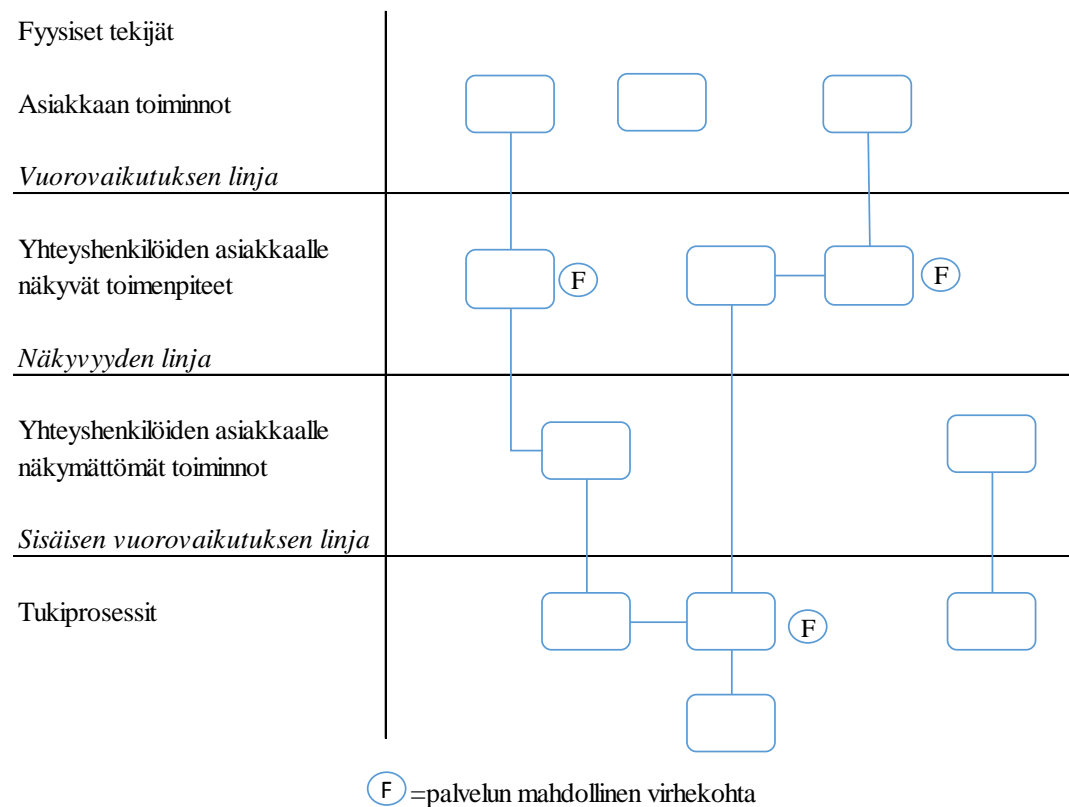 Fyysiset tekijät
Asiakkaan toiminnot
Vuorovaikutuksen linja
Yhteyshenkilöiden asiakkaalle
näkyvät toimenpiteet
F
F
Näkyvyyden linja
Yhteyshenkilöiden asiakkaalle
näkymättömät toiminnot
Sisäisen vuorovaikutuksen linja
Tukiprosessit
F
F =palvelun mahdollinen virhekohta